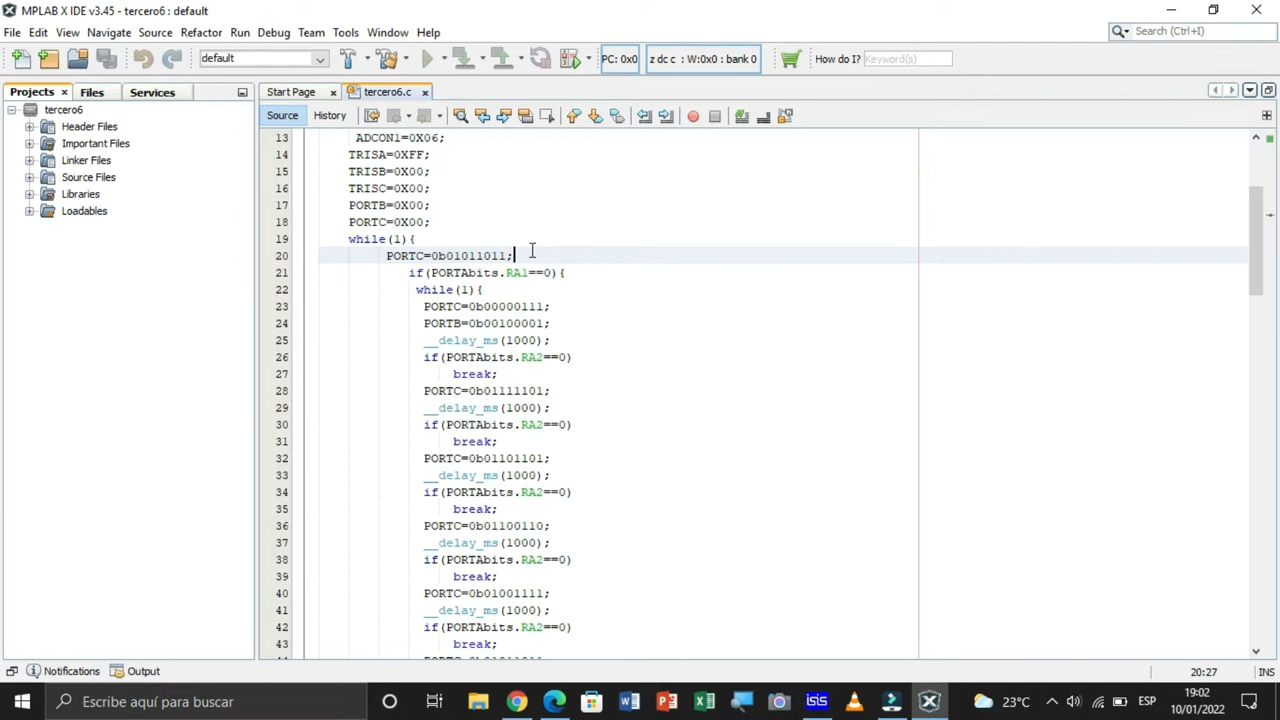 MPLAB X IDE v3.45 - tercero6 : default
File Edit View Navigate Source Refactor Run Debug Team Tools Window Help
Search (Ctrl+I)
default
PC: 0x0
z dc c : W:0x0 : bank 0
How do I? Keyword(s)
Projects Files Services
Start Page tercero6.c
tercero6
Header Files
Important Files
Linker Files
Source Files
Libraries
Loadables
Source History
13 ADCON1=0X06;
14 TRISA=0XFF;
15 TRISB=0X00;
16 TRISC=0X00;
17 PORTB=0X00;
18 PORTC=0X00;
19 while(1){
20 PORTC=0b01011011;
21 if(PORTAbits.RA1==0){
22 while(1){
23 PORTC=0b00000111;
24 PORTB=0b00100001;
25 __delay_ms(1000);
26 if(PORTAbits.RA2==0)
27 break;
28 PORTC=0b01111101;
29 __delay_ms(1000);
30 if(PORTAbits.RA2==0)
31 break;
32 PORTC=0b01101101;
33 __delay_ms(1000);
34 if(PORTAbits.RA2==0)
35 break;
36 PORTC=0b01100110;
37 __delay_ms(1000);
38 if(PORTAbits.RA2==0)
39 break;
40 PORTC=0b01001111;
41 __delay_ms(1000);
42 if(PORTAbits.RA2==0)
43 break;
Notifications Output
20:27 INS
Escribe aquí para buscar
isis
23°C
ESP
19:02
10/01/2022